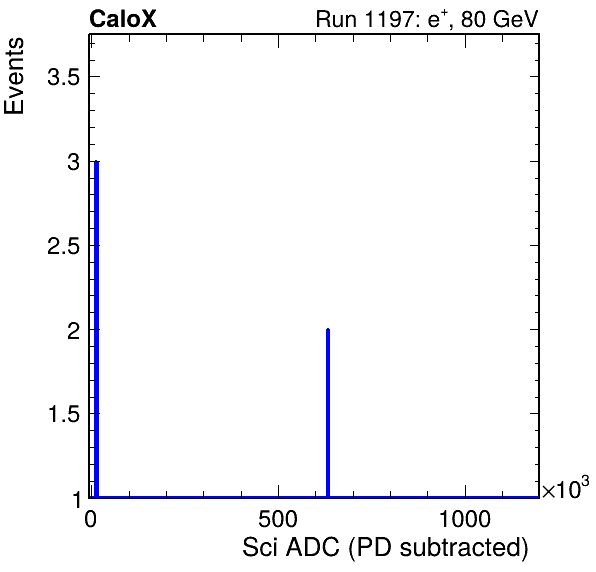 CaloX Run 1197: e⁺, 80 GeV
Events
3.5
3
2.5
2
1.5
1
×10³
0 500 1000
Sci ADC (PD subtracted)